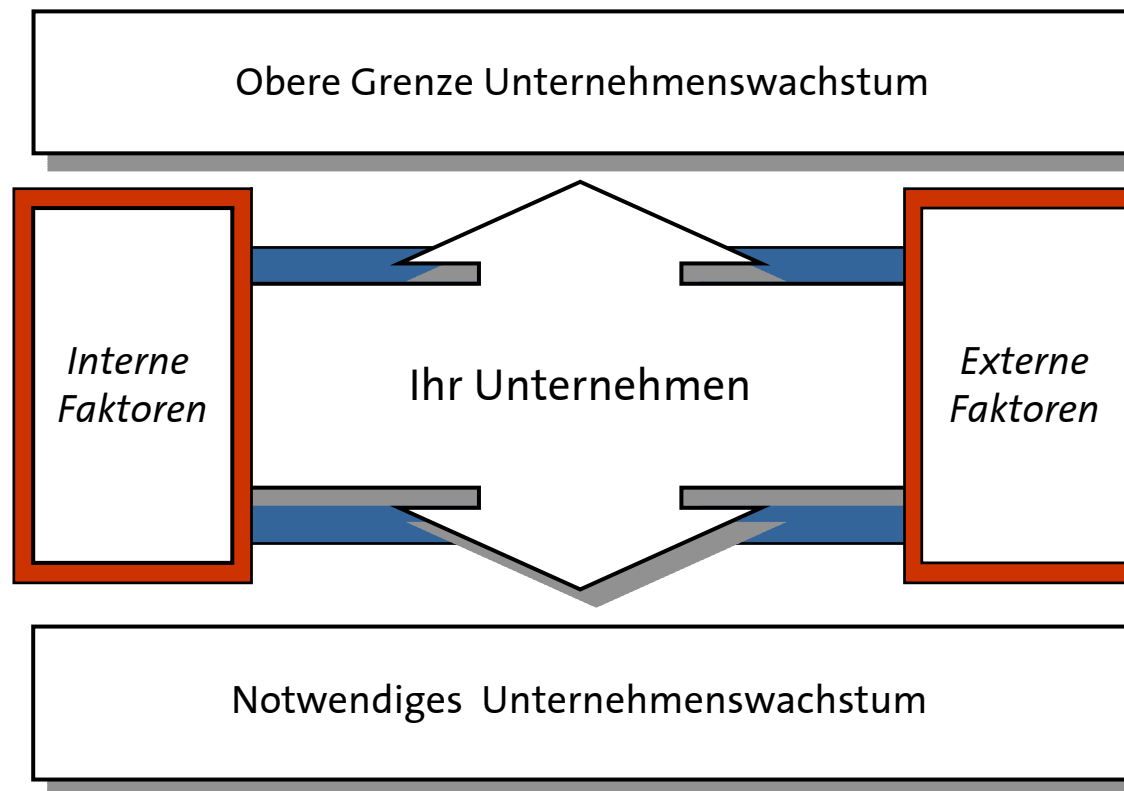 Obere Grenze Unternehmenswachstum
Interne
Faktoren
Ihr Unternehmen
Externe
Faktoren
Notwendiges  Unternehmenswachstum